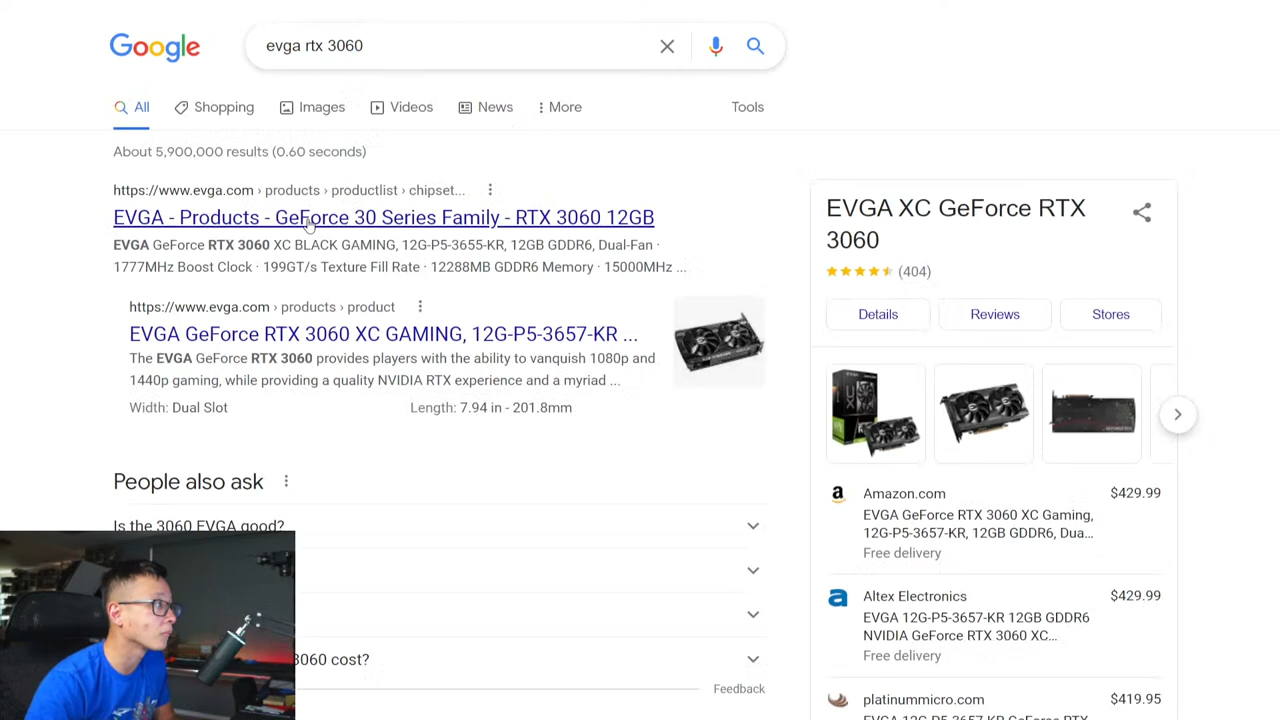 Google
evga rtx 3060
All
Shopping
Images
Videos
News
More
Tools
About 5,900,000 results (0.60 seconds)
https://www.evga.com › products › productlist › chipset...
EVGA - Products - GeForce 30 Series Family - RTX 3060 12GB
EVGA GeForce RTX 3060 XC BLACK GAMING, 12G-P5-3655-KR, 12GB GDDR6, Dual-Fan ·
1777MHz Boost Clock · 199GT/s Texture Fill Rate · 12288MB GDDR6 Memory · 15000MHz ...
https://www.evga.com › products › product
EVGA GeForce RTX 3060 XC GAMING, 12G-P5-3657-KR ...
The EVGA GeForce RTX 3060 provides players with the ability to vanquish 1080p and
1440p gaming, while providing a quality NVIDIA RTX experience and a myriad ...
Width: Dual Slot
Length: 7.94 in - 201.8mm
People also ask
Is the 3060 EVGA good?
3060 cost?
Feedback
EVGA XC GeForce RTX
3060
(404)
Details
Reviews
Stores
Amazon.com
$429.99
EVGA GeForce RTX 3060 XC Gaming,
12G-P5-3657-KR, 12GB GDDR6, Dua...
Free delivery
Altex Electronics
$429.99
EVGA 12G-P5-3657-KR 12GB GDDR6
NVIDIA GeForce RTX 3060 XC...
Free delivery
platinummicro.com
$419.95
EVGA 12G-P5-3657-KR GeForce RTX